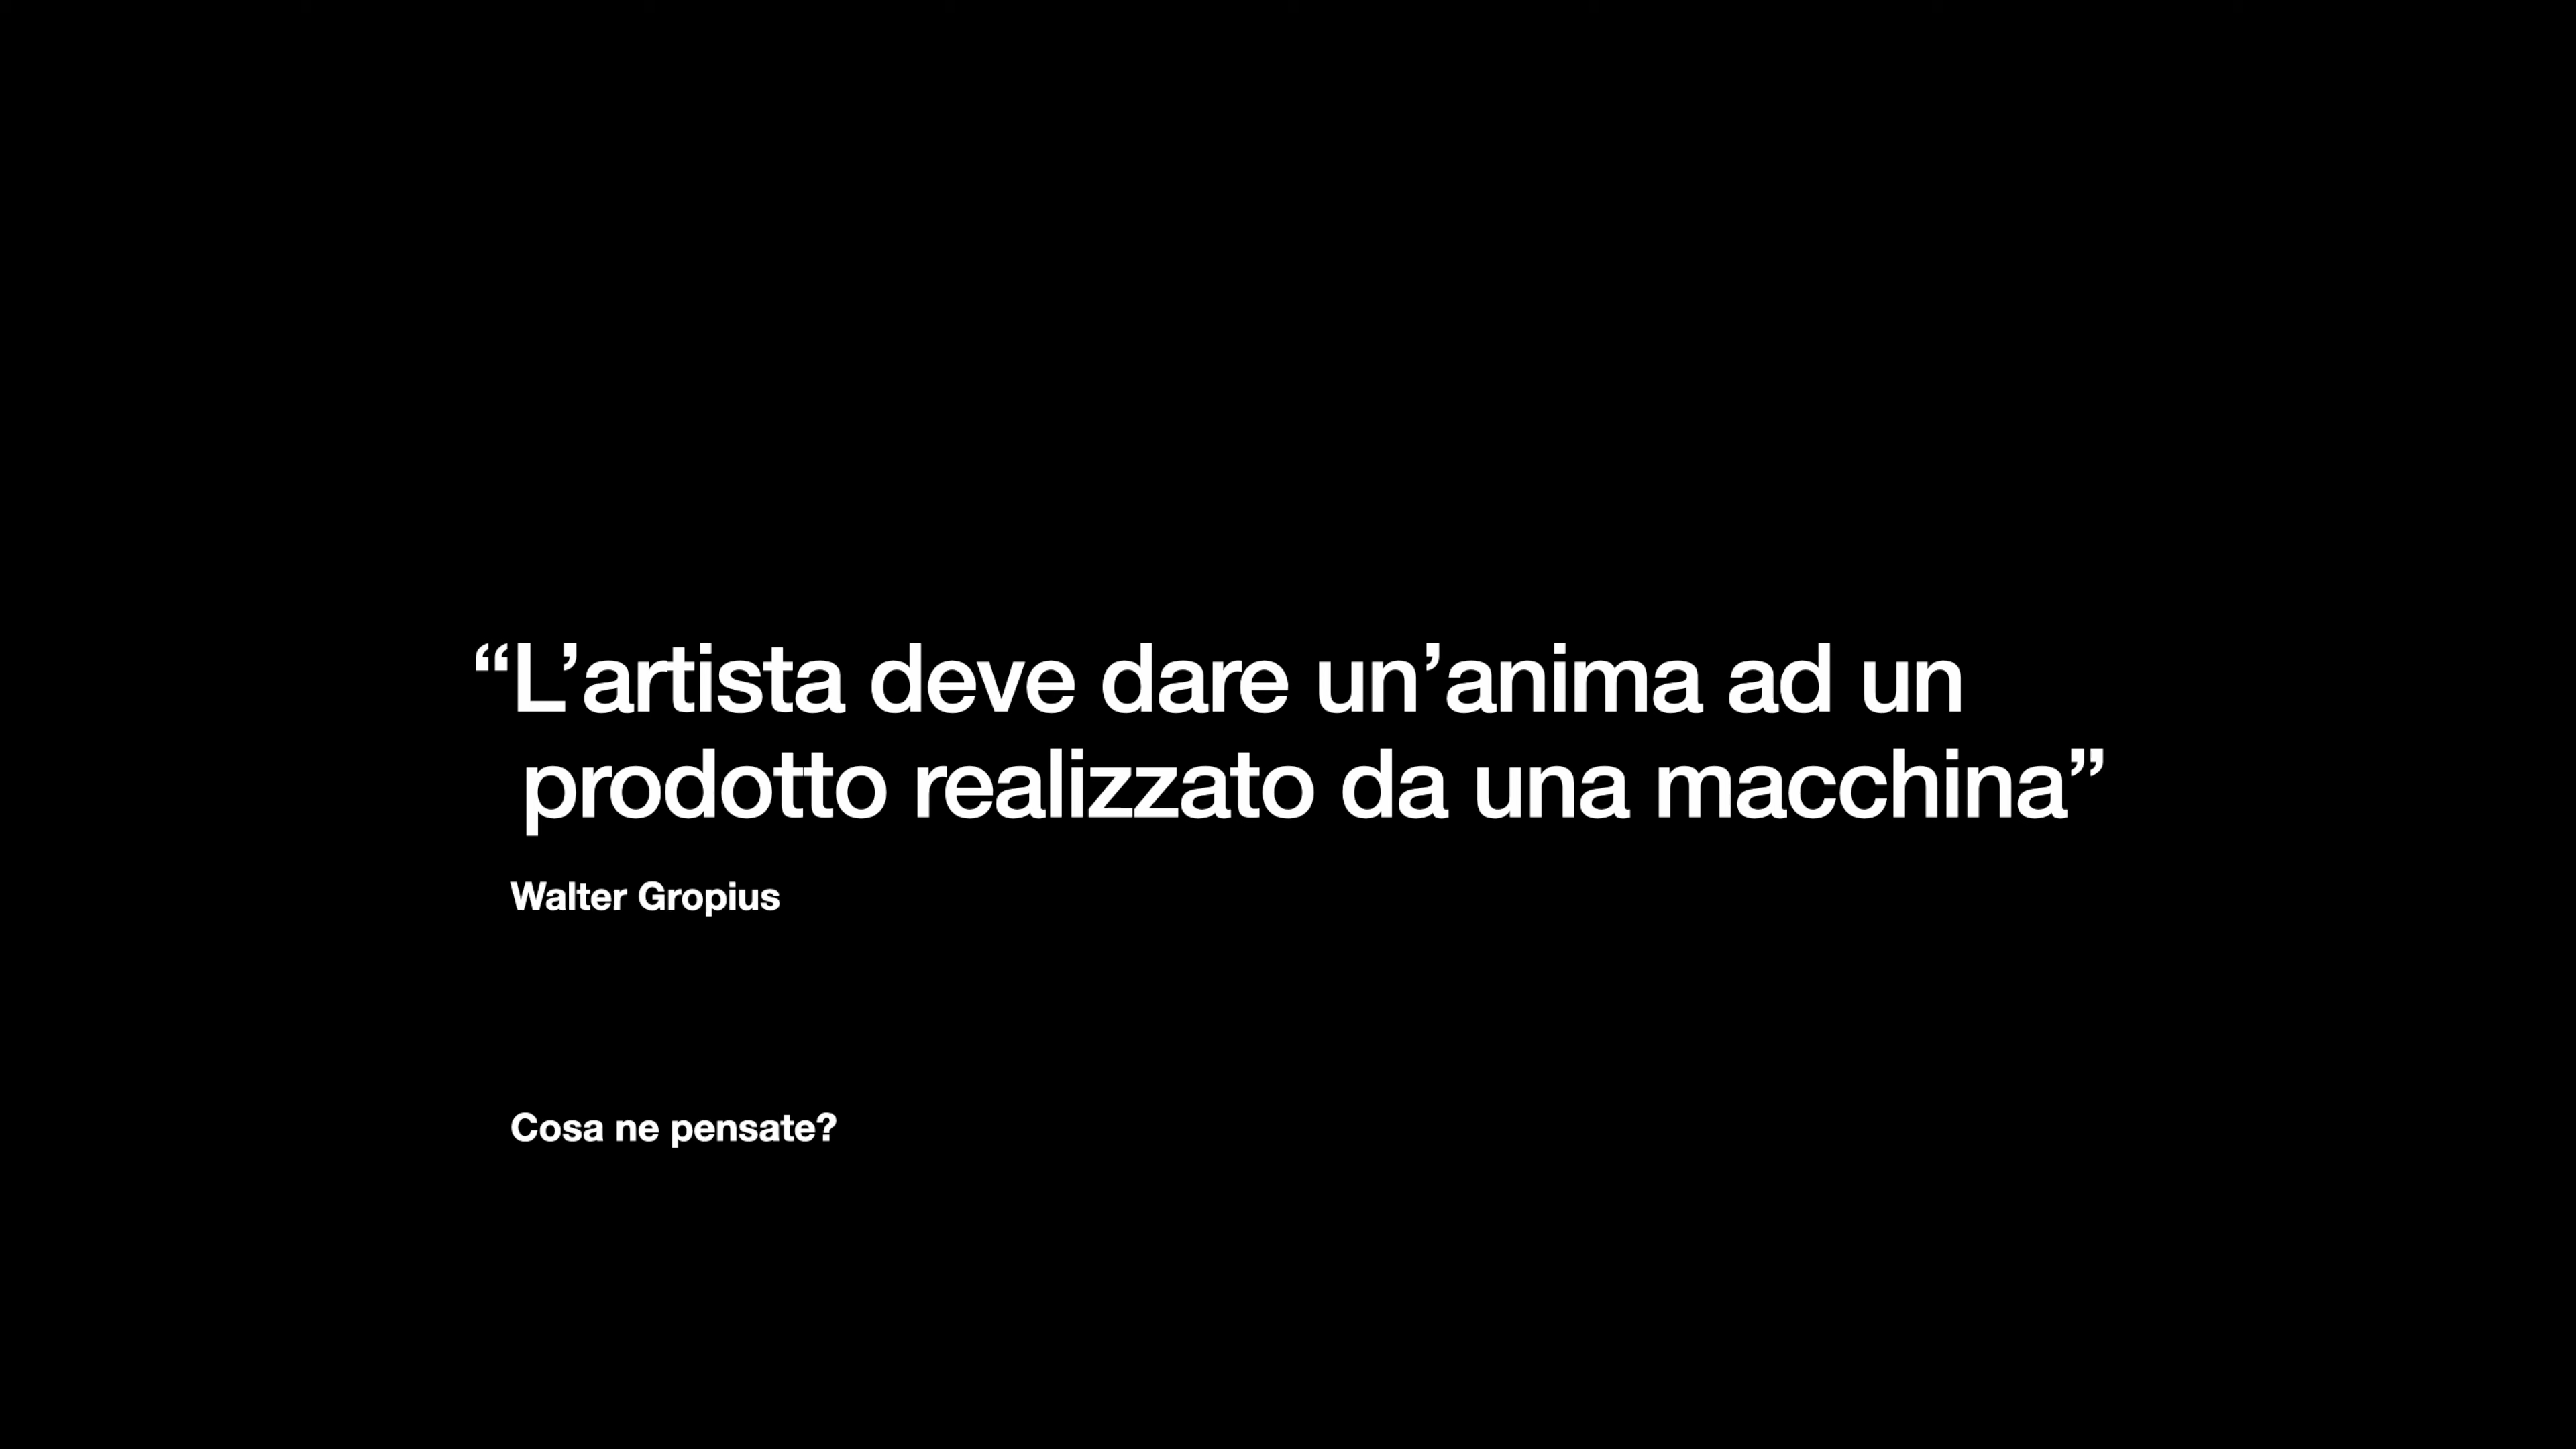 “L’artista deve dare un’anima ad un
prodotto realizzato da una macchina”
Walter Gropius
Cosa ne pensate?